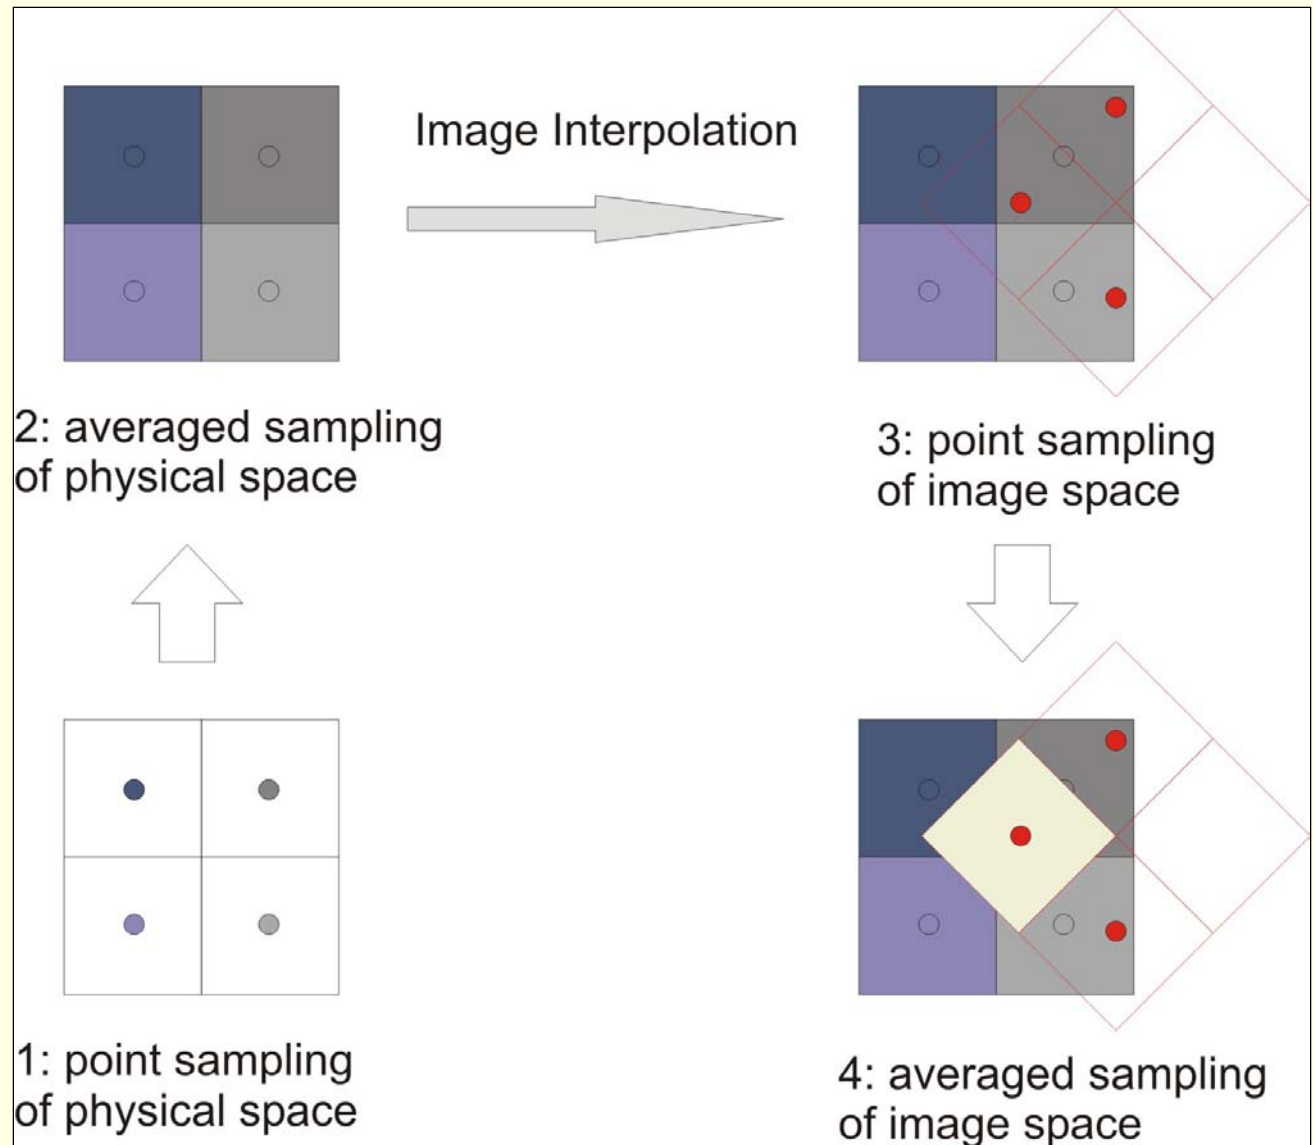 Image Interpolation
2: averaged sampling
of physical space
3: point sampling
of image space
1: point sampling
of physical space
4: averaged sampling
of image space